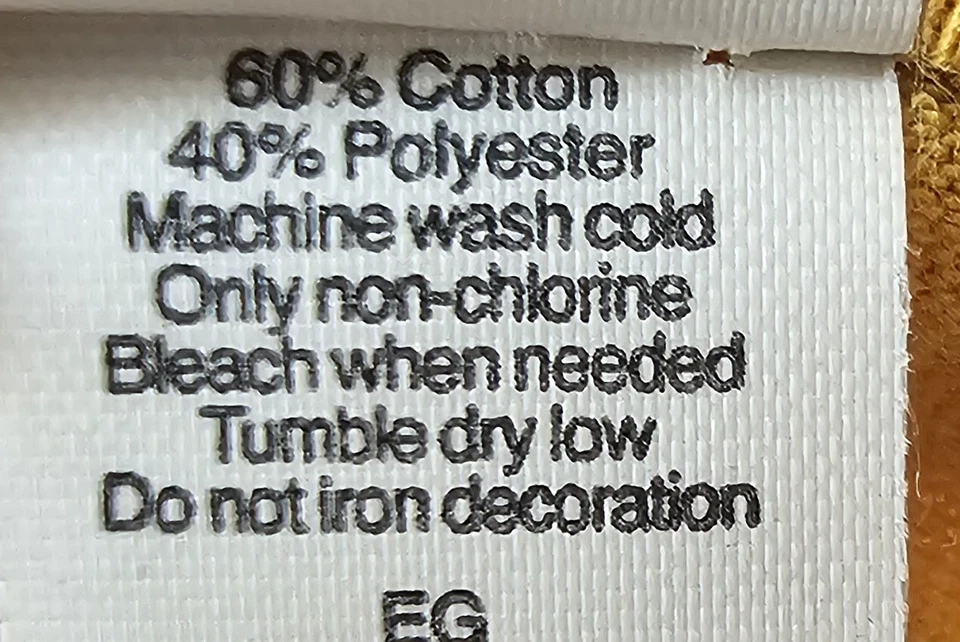 60% Cotton
40% Polyester
Machine wash cold
Only non-chlorine
Bleach when needed
Tumble dry low
Do not iron decoration
EG